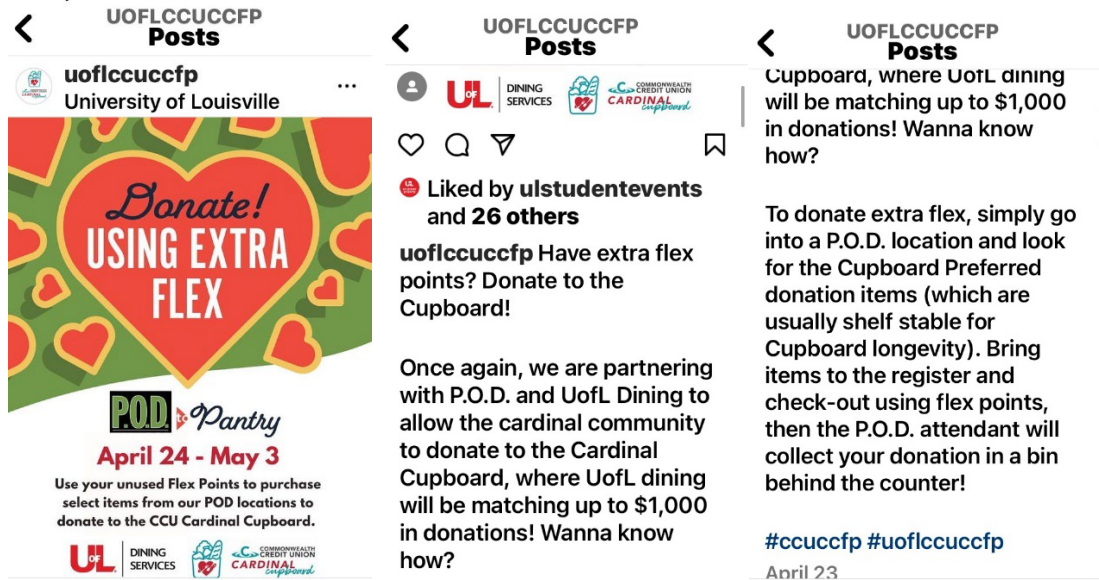 UOFLCCUCCFP
Posts
uoflccuccfp
University of Louisville
Donate!
USING EXTRA
FLEX
P.O.D. to Pantry
April 24 - May 3
Use your unused Flex Points to purchase
select items from our POD locations to
donate to the CCU Cardinal Cupboard.
UOFL
DINING
SERVICES
COMMONWEALTH
CREDIT UNION
CARDINAL
cupboard
UOFLCCUCCFP
Posts
UOFL
DINING
SERVICES
COMMONWEALTH
CREDIT UNION
CARDINAL
cupboard
Liked by ulstudentevents
and 26 others
uoflccuccfp Have extra flex
points? Donate to the
Cupboard!
Once again, we are partnering
with P.O.D. and UofL Dining to
allow the cardinal community
to donate to the Cardinal
Cupboard, where UofL dining
will be matching up to $1,000
in donations! Wanna know
how?
UOFLCCUCCFP
Posts
Cupboard, where UofL dining
will be matching up to $1,000
in donations! Wanna know
how?
To donate extra flex, simply go
into a P.O.D. location and look
for the Cupboard Preferred
donation items (which are
usually shelf stable for
Cupboard longevity). Bring
items to the register and
check-out using flex points,
then the P.O.D. attendant will
collect your donation in a bin
behind the counter!
#ccuccfp #uoflccuccfp
April 23